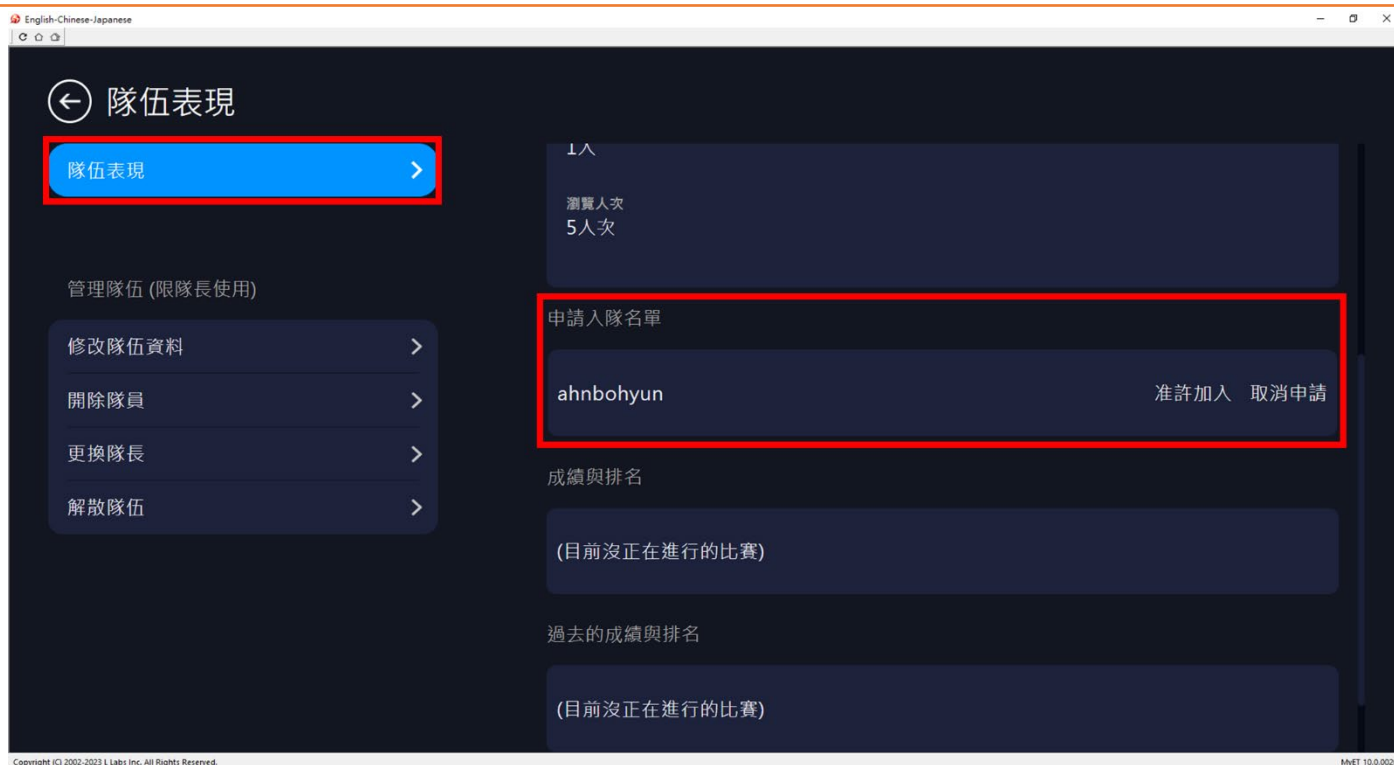 English-Chinese-Japanese
隊伍表現
隊伍表現
管理隊伍 (限隊長使用)
修改隊伍資料
開除隊員
更換隊長
解散隊伍
1人
瀏覽人次
5人次
申請入隊名單
ahnbohyun 准許加入 取消申請
成績與排名
(目前沒正在進行的比賽)
過去的成績與排名
(目前沒正在進行的比賽)
Copyright (C) 2002-2023 L Labs Inc. All Rights Reserved.
MyET 10.0.002